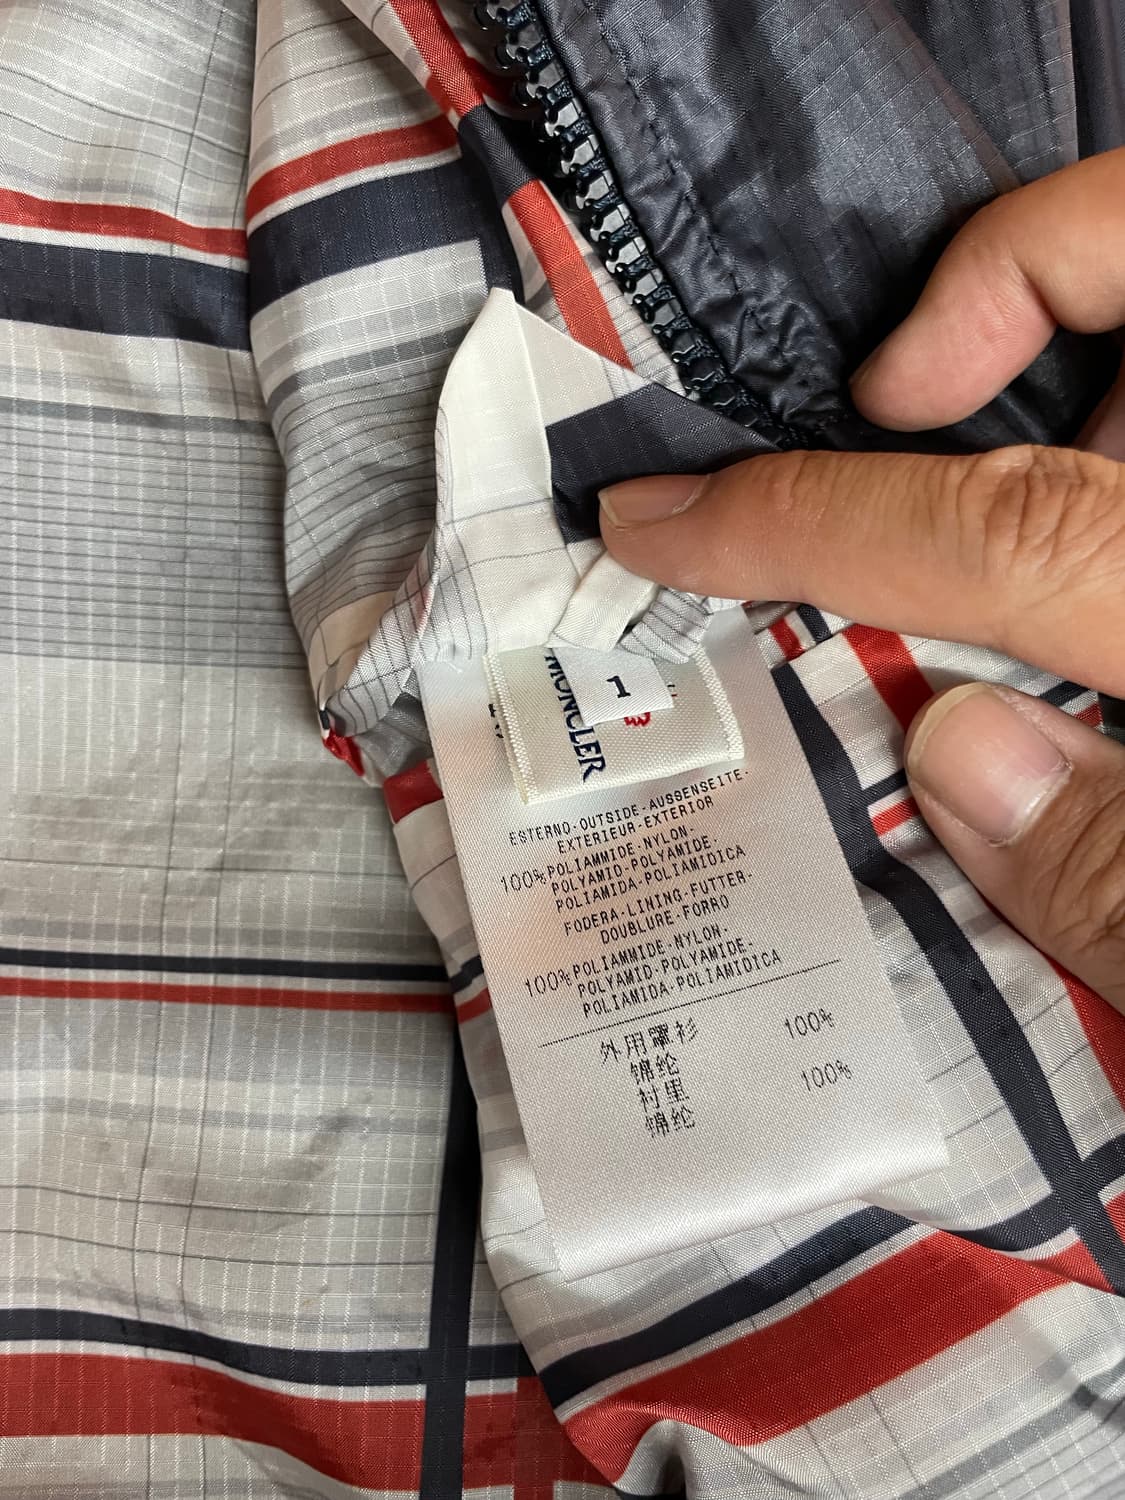 MONCLER
1
ESTERNO-OUTSIDE-AUSSENSEITE-
EXTERIEUR-EXTERIOR
100% POLIAMMIDE-NYLON-
POLYAMID-POLYAMIDE-
POLIAMIDA-POLIAMIDICA
FODERA-LINING-FUTTER-
DOUBLURE-FORRO
100% POLIAMMIDE-NYLON-
POLYAMID-POLYAMIDE-
POLIAMIDA-POLIAMIDICA
外用罩衫 100%
锦纶
衬里 100%
锦纶